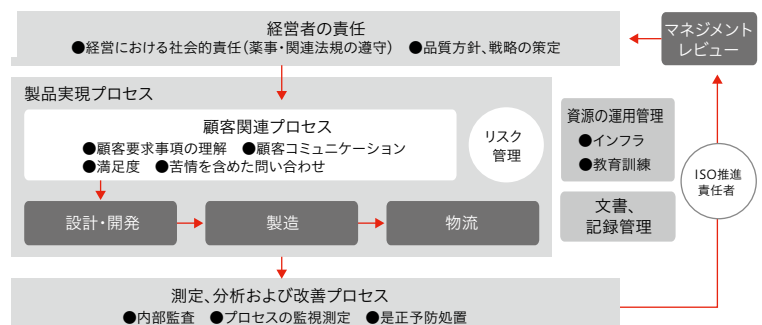 経営者の責任
●経営における社会的責任（薬事・関連法規の遵守）　●品質方針、戦略の策定
マネジメント
レビュー
製品実現プロセス
顧客関連プロセス
●顧客要求事項の理解　●顧客コミュニケーション
●満足度　●苦情を含めた問い合わせ
リスク
管理
資源の運用管理
●インフラ
●教育訓練
ISO推進
責任者
設計・開発
製造
物流
文書、
記録管理
測定、分析および改善プロセス
●内部監査　●プロセスの監視測定　●是正予防処置